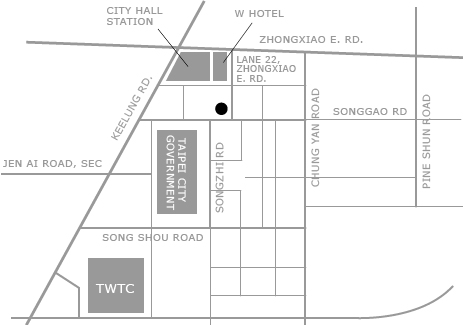 CITY HALL
STATION
W HOTEL
ZHONGXIAO E. RD.
LANE 22,
ZHONGXIAO
E. RD.
KEELUNG RD.
SONGGAO RD
CHUNG YAN ROAD
PINE SHUN ROAD
JEN AI ROAD, SEC
TAIPEI CITY
GOVERNMENT
SONGZHI RD
SONG SHOU ROAD
TWTC